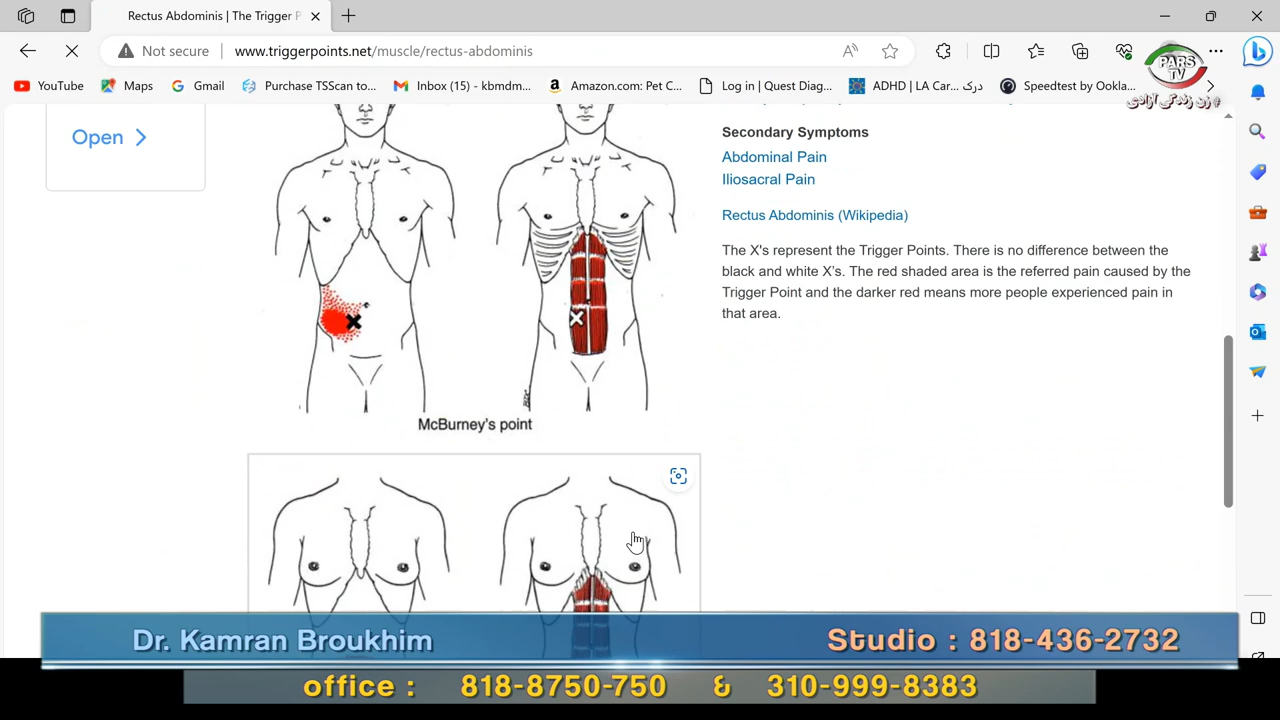 Rectus Abdominis | The Trigger P
Not secure
www.triggerpoints.net/muscle/rectus-abdominis
YouTube
Maps
Gmail
Purchase TSScan to...
Inbox (15) - kbmdm...
Amazon.com: Pet C...
Log in | Quest Diag...
ADHD | LA Car... درک
Speedtest by Ookla...
PARS
TV
#زن زندگی آزادی
Open
Secondary Symptoms
Abdominal Pain
Iliosacral Pain
Rectus Abdominis (Wikipedia)
The X's represent the Trigger Points. There is no difference between the
black and white X's. The red shaded area is the referred pain caused by the
Trigger Point and the darker red means more people experienced pain in
that area.
McBurney's point
Dr. Kamran Broukhim
Studio : 818-436-2732
office : 818-8750-750 & 310-999-8383